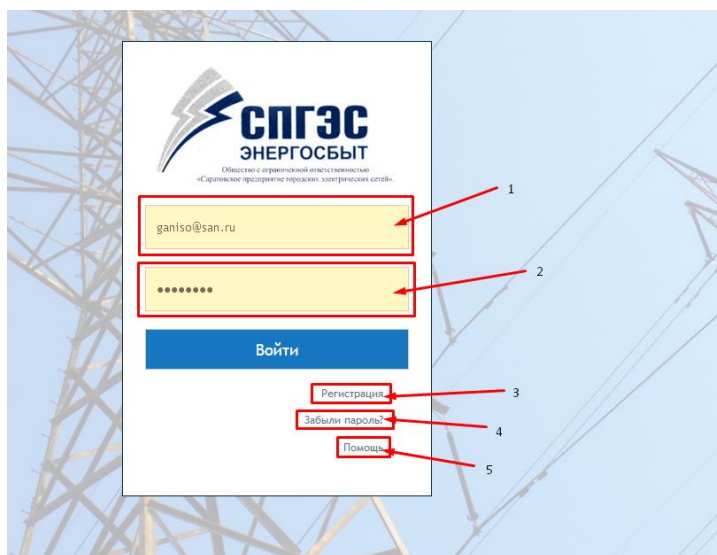 СПГЭС
ЭНЕРГОСБЫТ
Общество с ограниченной ответственностью
«Саратовское предприятие городских электрических сетей».
ganiso@san.ru
1
••••••••
2
Войти
Регистрация
3
Забыли пароль?
4
Помощь
5